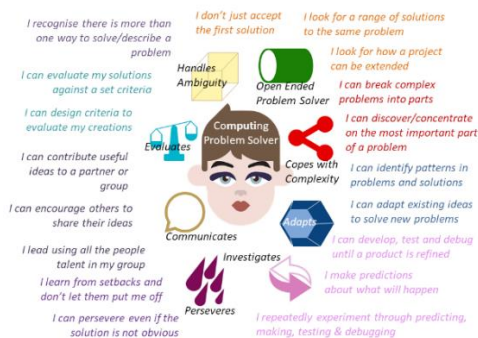 I recognise there is more than
one way to solve/describe a
problem
I don't just accept
the first solution
I look for a range of solutions
to the same problem
I look for how a project
can be extended
Handles
Ambiguity
Open Ended
Problem Solver
I can evaluate my solutions
against a set criteria
I can break complex
problems into parts
I can design criteria to
evaluate my creations
Evaluates
Computing
Problem Solver
I can discover/concentrate
on the most important part
of a problem
Copes with
Complexity
I can contribute useful
ideas to a partner or
group
I can identify patterns in
problems and solutions
I can encourage others to
share their ideas
Communicates
Adapts
I can adapt existing ideas
to solve new problems
I lead using all the people
talent in my group
Investigates
I can develop, test and debug
until a product is refined
I learn from setbacks and
don't let them put me off
Perseveres
I make predictions
about what will happen
I can persevere even if the
solution is not obvious
I repeatedly experiment through predicting,
making, testing & debugging